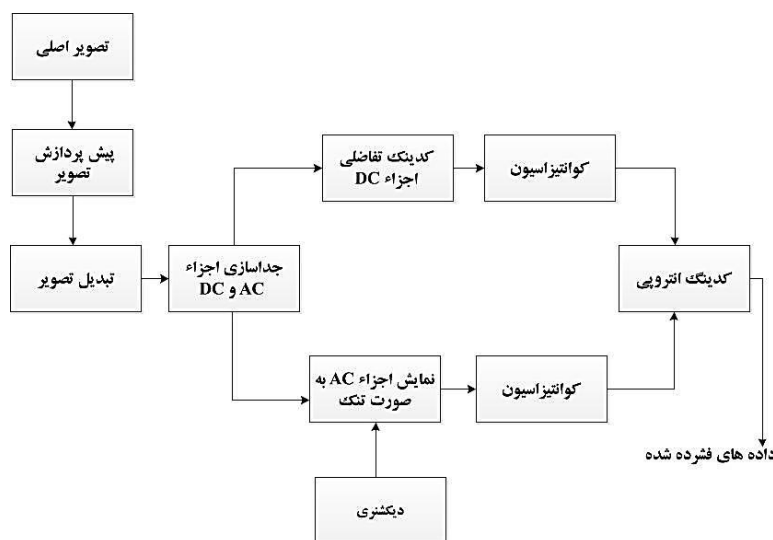 تصویر اصلی
پیش پردازش
تصویر
تبدیل تصویر
جداسازی اجزاء
DC و AC
کدینک تفاضلی
اجزاء DC
کوانتیزاسیون
نمایش اجزاء AC به
صورت تنک
کوانتیزاسیون
دیکشنری
کدینگ انتروپی
داده های فشرده شده